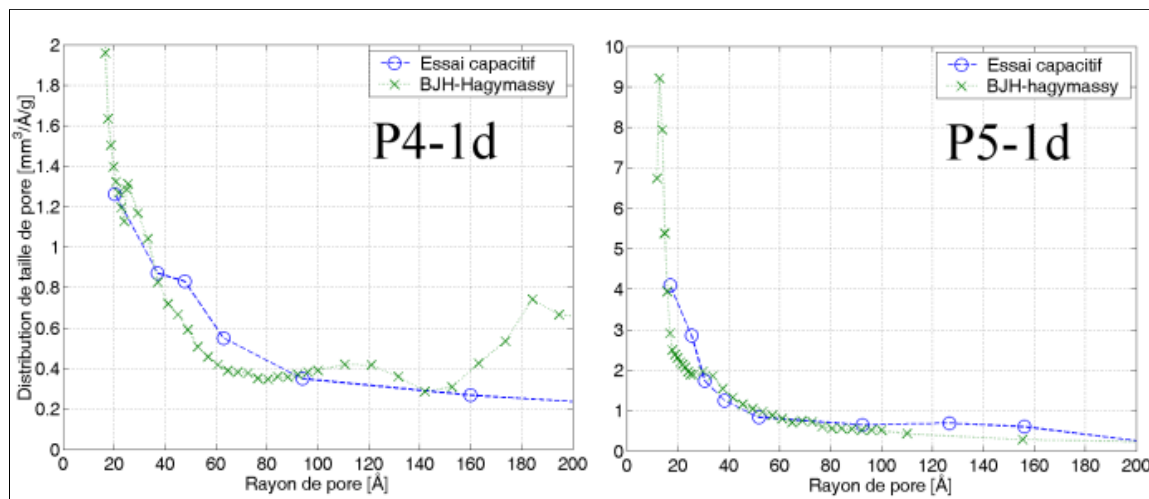 Essai capacitif
BJH-Hagymassy
P4-1d
Distribution de taille de pore [mm³/Å/g]
2
1.8
1.6
1.4
1.2
1
0.8
0.6
0.4
0.2
0
0 20 40 60 80 100 120 140 160 180 200
Rayon de pore [Å]
Essai capacitif
BJH-hagymassy
P5-1d
10
9
8
7
6
5
4
3
2
1
0
0 20 40 60 80 100 120 140 160 180 200
Rayon de pore [Å]